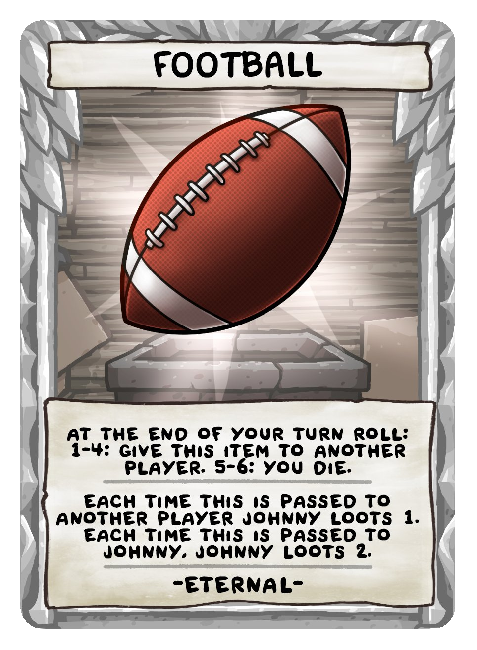 FOOTBALL
AT THE END OF YOUR TURN ROLL:
1-4: GIVE THIS ITEM TO ANOTHER
PLAYER. 5-6: YOU DIE.
EACH TIME THIS IS PASSED TO
ANOTHER PLAYER JOHNNY LOOTS 1.
EACH TIME THIS IS PASSED TO
JOHNNY, JOHNNY LOOTS 2.
-ETERNAL-